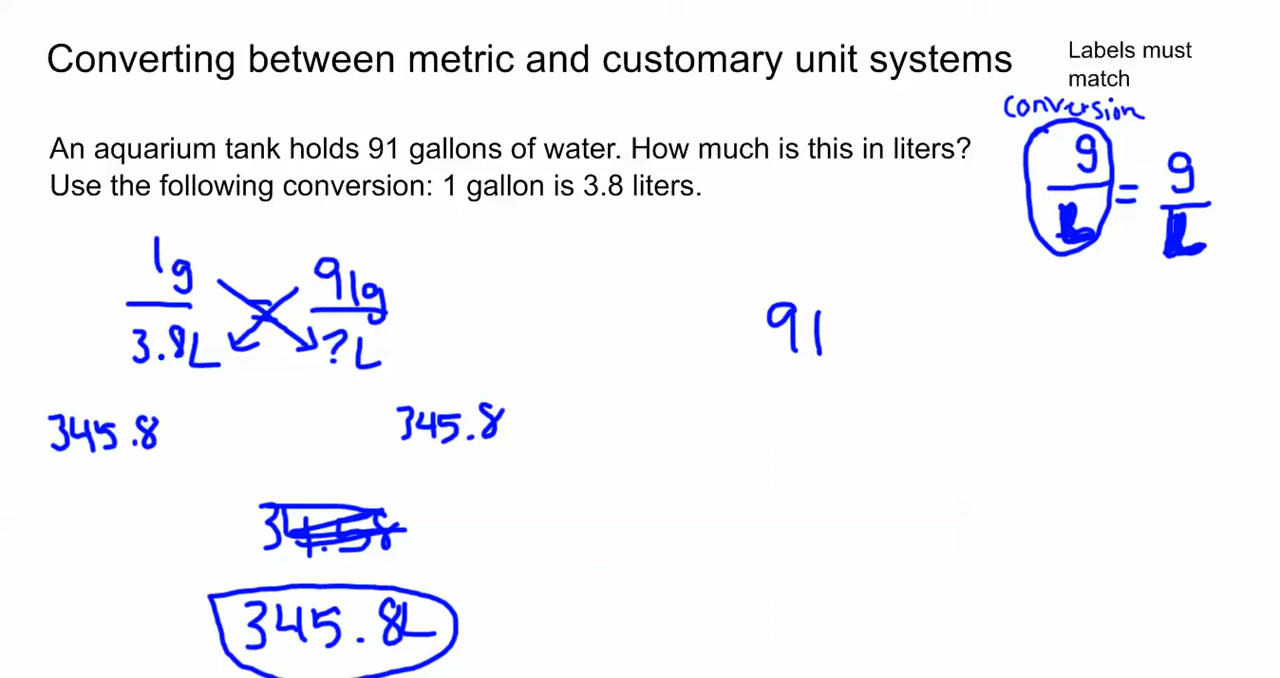 Converting between metric and customary unit systems
Labels must
match
conversion
An aquarium tank holds 91 gallons of water. How much is this in liters?
Use the following conversion: 1 gallon is 3.8 liters.
g = g
L L
1g = 91g
3.8L ?L
91
345.8 345.8
345.8L